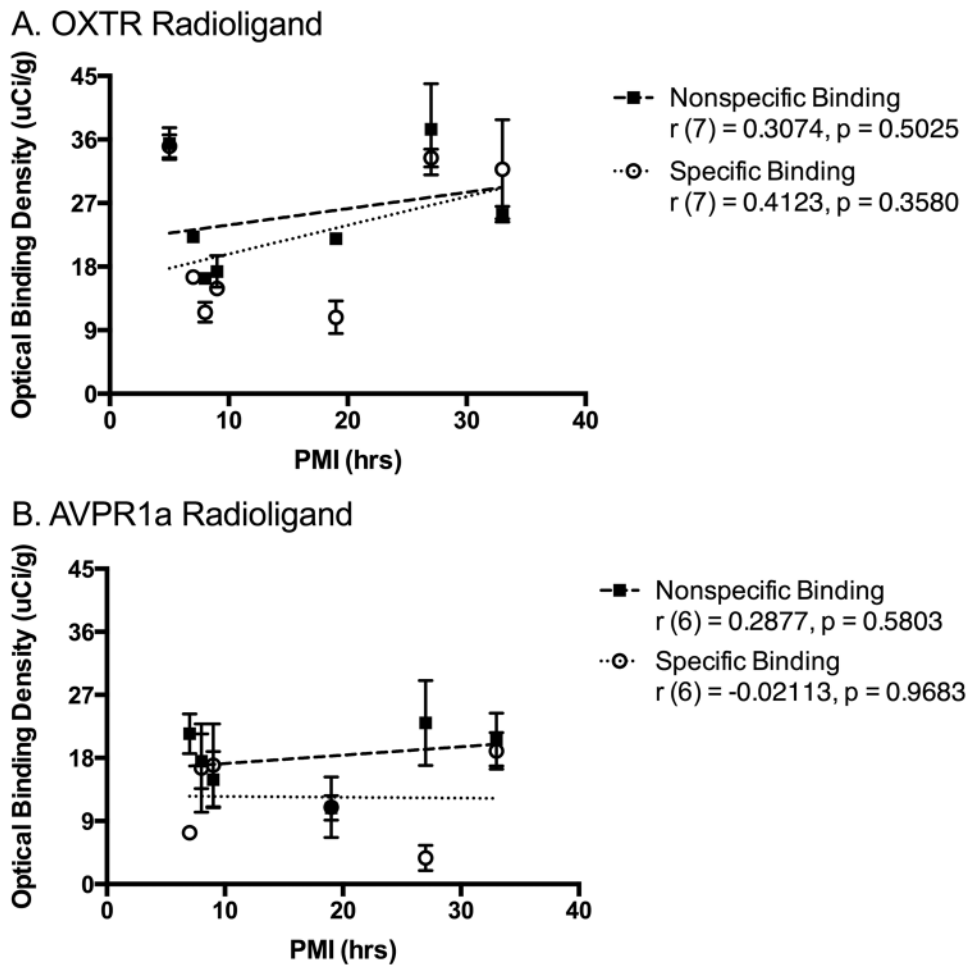 A. OXTR Radioligand
Optical Binding Density (uCi/g)
45
36
27
18
9
0
0 10 20 30 40
PMI (hrs)
Nonspecific Binding
r (7) = 0.3074, p = 0.5025
Specific Binding
r (7) = 0.4123, p = 0.3580
B. AVPR1a Radioligand
Optical Binding Density (uCi/g)
45
36
27
18
9
0
0 10 20 30 40
PMI (hrs)
Nonspecific Binding
r (6) = 0.2877, p = 0.5803
Specific Binding
r (6) = -0.02113, p = 0.9683